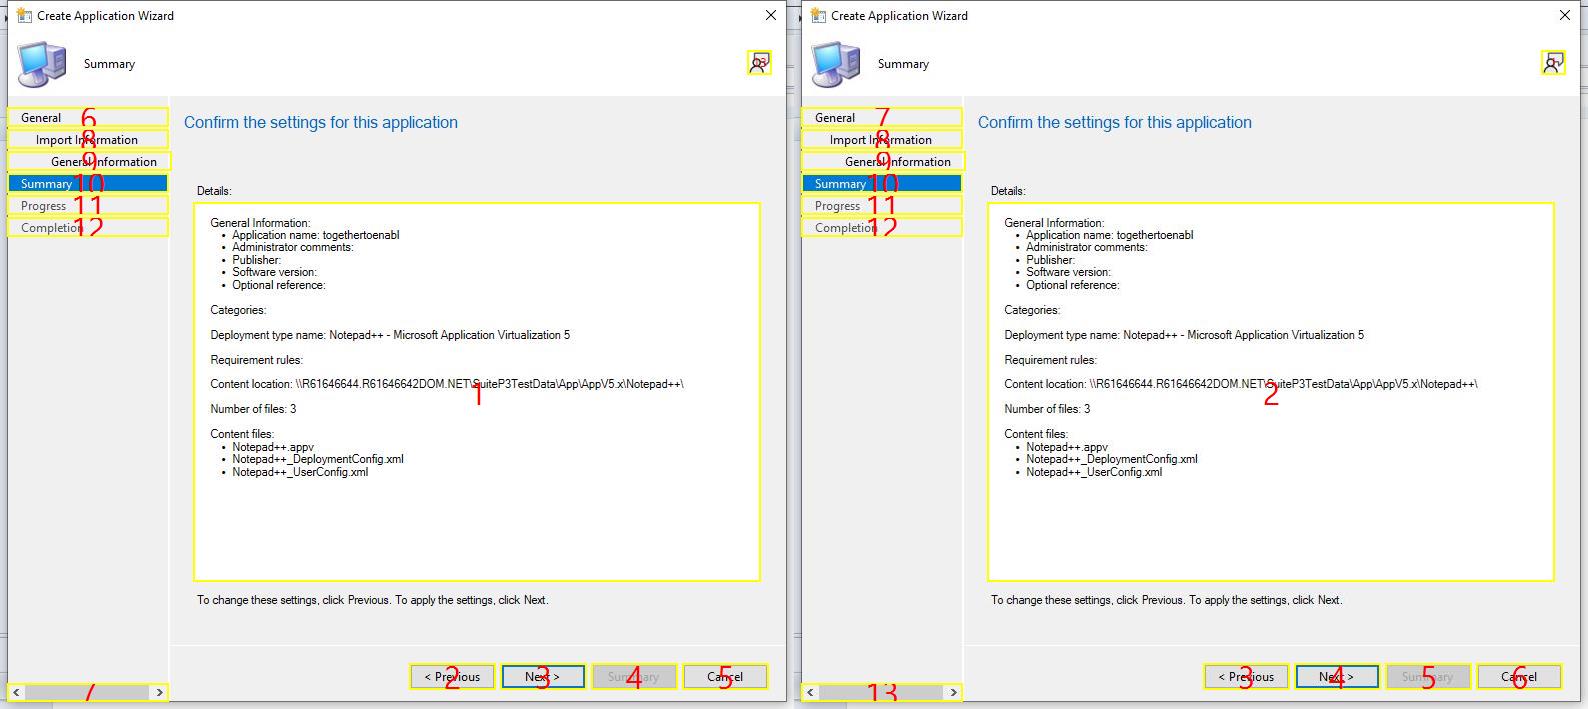 Create Application Wizard
Summary
13
General 6
Import Information 8
General Information 9
Summary 10
Progress 11
Completion 12
Confirm the settings for this application
Details:
General Information:
• Application name: togethertoenabl
• Administrator comments:
• Publisher:
• Software version:
• Optional reference:
Categories:
Deployment type name: Notepad++ - Microsoft Application Virtualization 5
Requirement rules:
Content location: \\R61646644.R61646642DOM.NET\SuiteP3TestData\App\AppV5.x\Notepad++\
1
Number of files: 3
Content files:
• Notepad++.appv
• Notepad++_DeploymentConfig.xml
• Notepad++_UserConfig.xml
To change these settings, click Previous. To apply the settings, click Next.
< Previous 2
Next > 3
Summary 4
Cancel 5
7
Create Application Wizard
Summary
General 7
Import Information 8
General Information 9
Summary 10
Progress 11
Completion 12
Confirm the settings for this application
Details:
General Information:
• Application name: togethertoenabl
• Administrator comments:
• Publisher:
• Software version:
• Optional reference:
Categories:
Deployment type name: Notepad++ - Microsoft Application Virtualization 5
Requirement rules:
Content location: \\R61646644.R61646642DOM.NET\SuiteP3TestData\App\AppV5.x\Notepad++\
2
Number of files: 3
Content files:
• Notepad++.appv
• Notepad++_DeploymentConfig.xml
• Notepad++_UserConfig.xml
To change these settings, click Previous. To apply the settings, click Next.
< Previous 3
Next > 4
Summary 5
Cancel 6
13